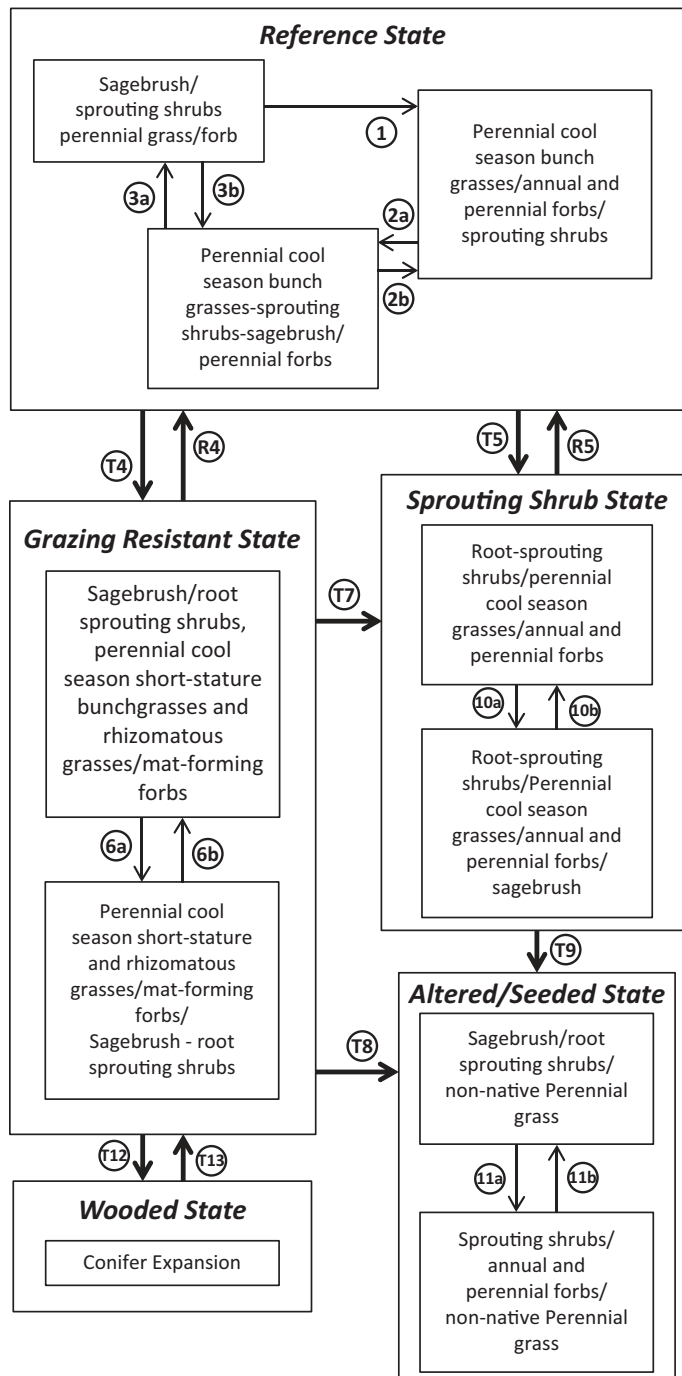 Reference State
Sagebrush/
sprouting shrubs
perennial grass/forb
1
Perennial cool
season bunch
grasses/annual and
perennial forbs/
sprouting shrubs
3a
3b
2a
2b
Perennial cool
season bunch
grasses-sprouting
shrubs-sagebrush/
perennial forbs
T4
R4
T5
R5
Grazing Resistant State
Sagebrush/root
sprouting shrubs,
perennial cool
season short-stature
bunchgrasses and
rhizomatous
grasses/mat-forming
forbs
6a
6b
Perennial cool
season short-stature
and rhizomatous
grasses/mat-forming
forbs/
Sagebrush - root
sprouting shrubs
T7
Sprouting Shrub State
Root-sprouting
shrubs/perennial
cool season
grasses/annual and
perennial forbs
10a
10b
Root-sprouting
shrubs/Perennial
cool season
grasses/annual and
perennial forbs/
sagebrush
T9
T8
Altered/Seeded State
Sagebrush/root
sprouting shrubs/
non-native Perennial
grass
11a
11b
Sprouting shrubs/
annual and
perennial forbs/
non-native Perennial
grass
T12
T13
Wooded State
Conifer Expansion